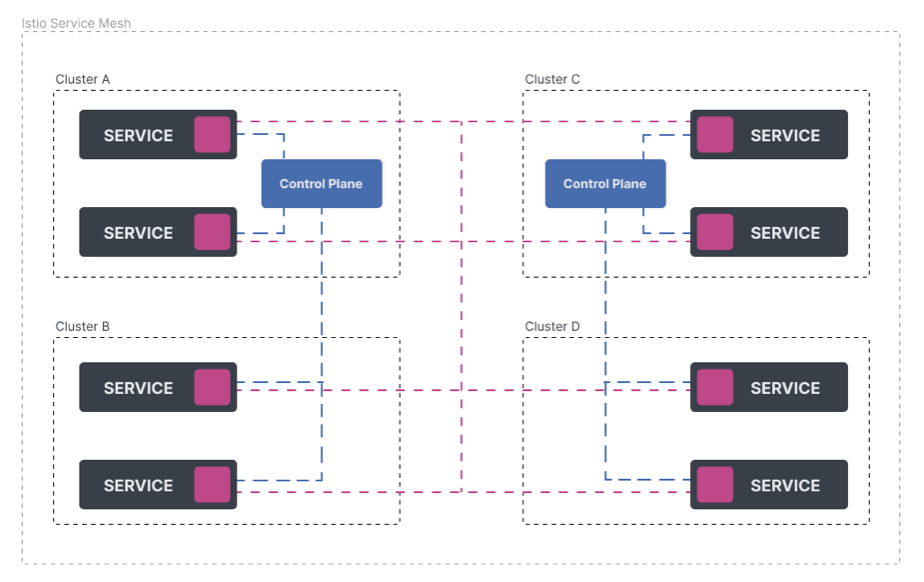 Istio Service Mesh
Cluster A
SERVICE
Control Plane
SERVICE
Cluster C
SERVICE
Control Plane
SERVICE
Cluster B
SERVICE
SERVICE
Cluster D
SERVICE
SERVICE